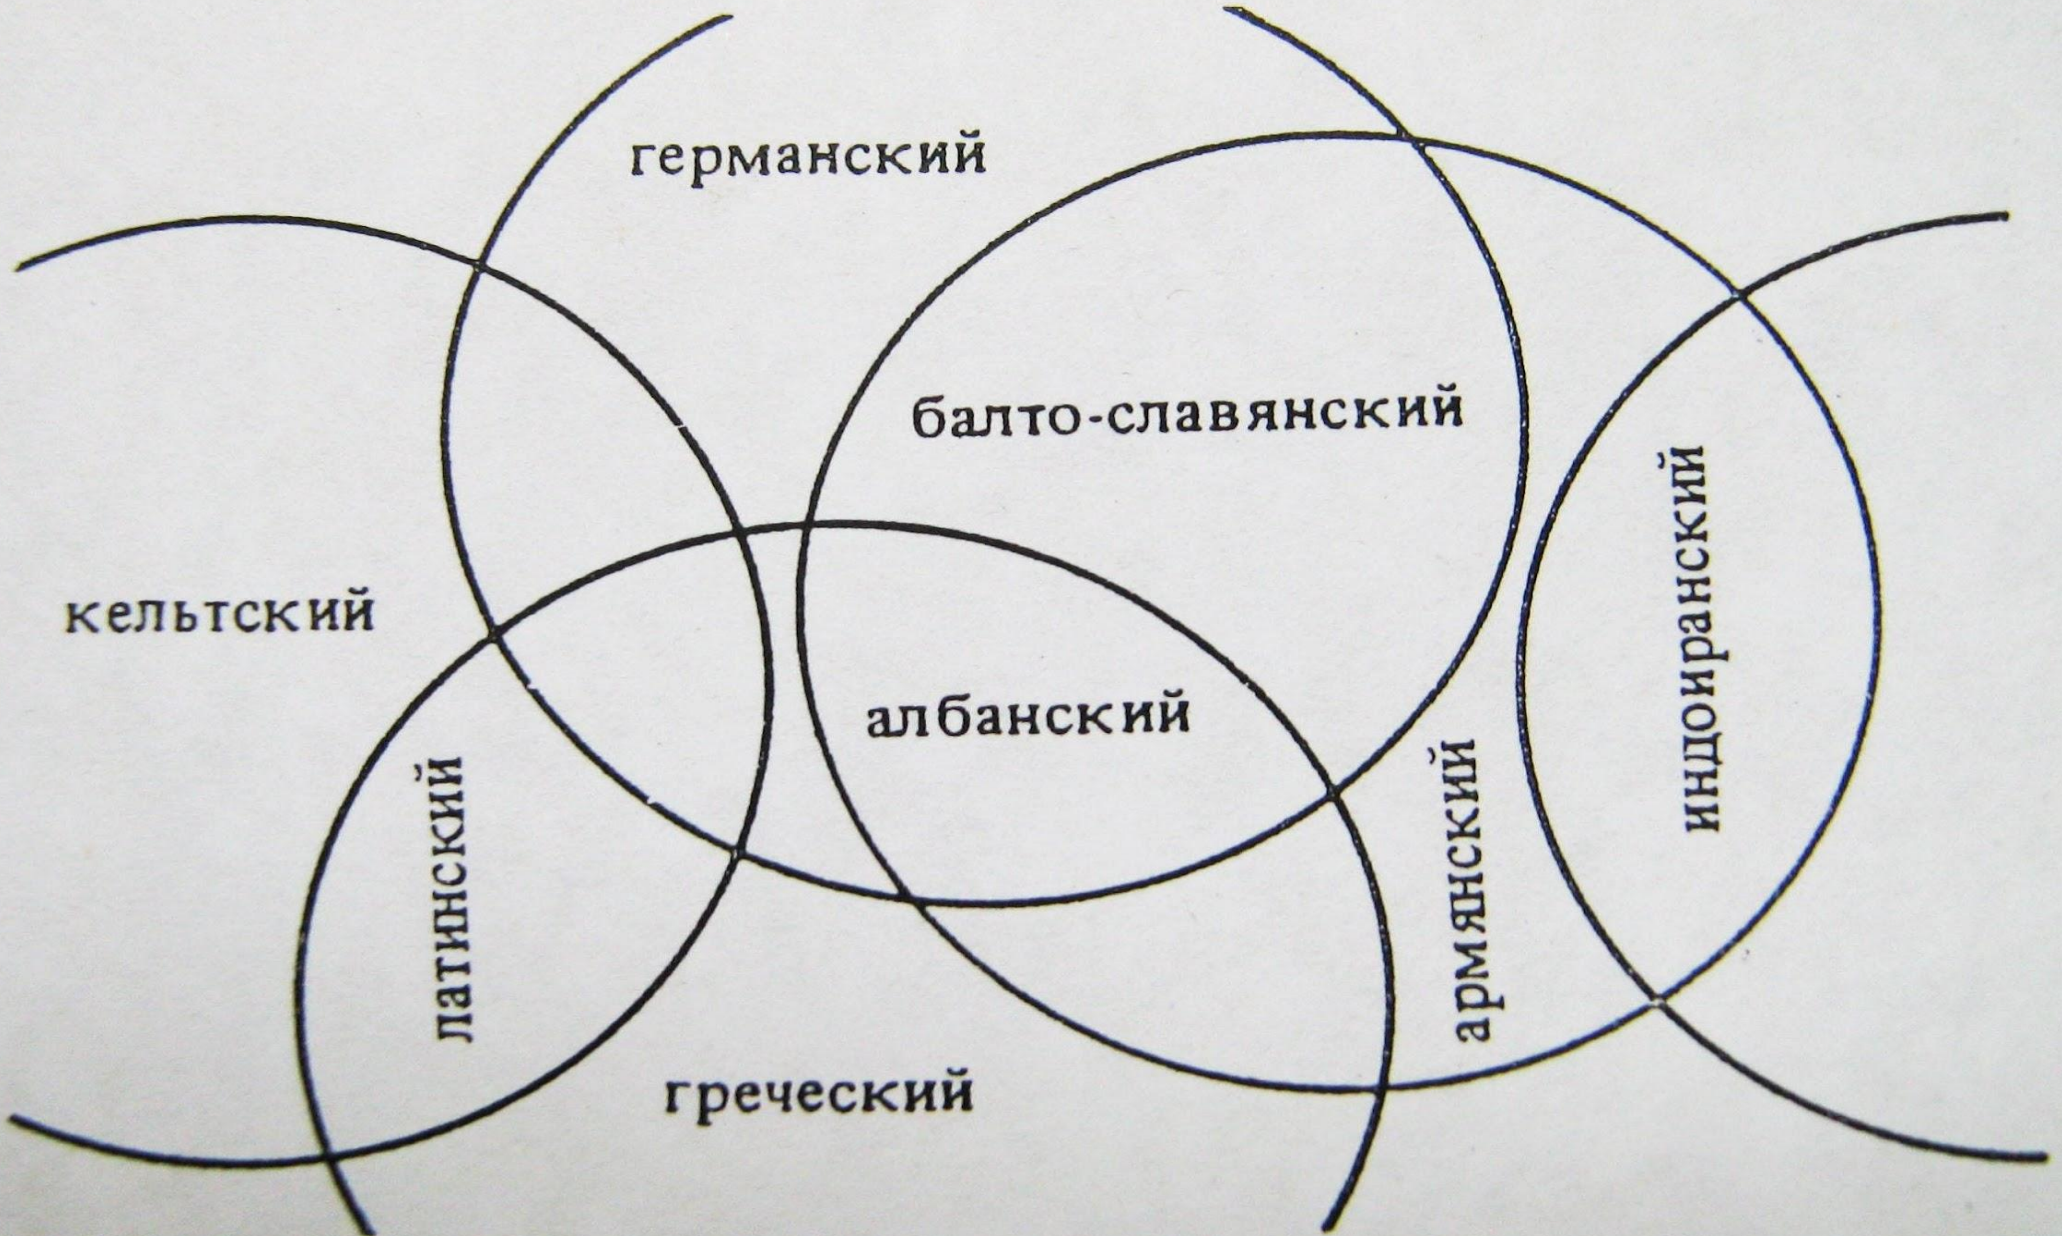 германский
балто-славянский
кельтский
индоиранский
албанский
латинский
армянский
греческий